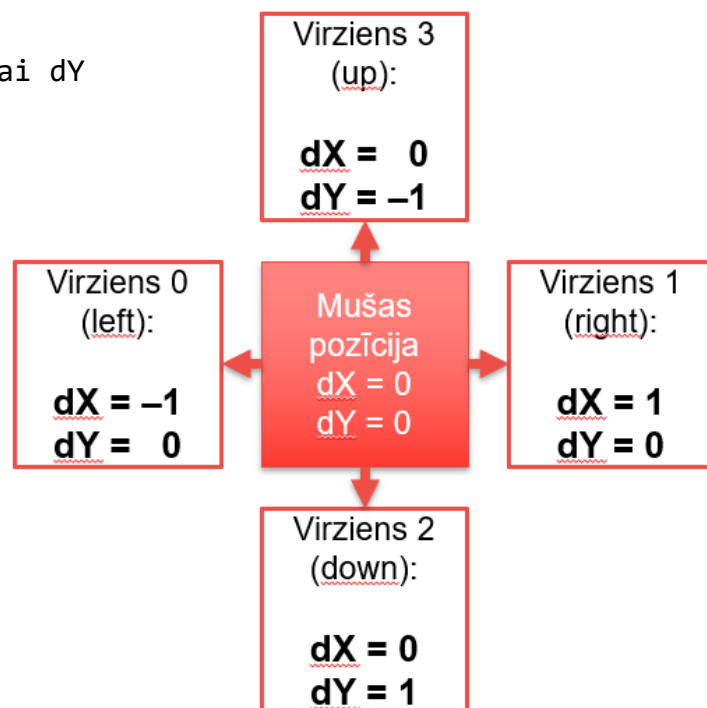 ai dY
Virziens 3
(up):
dX = 0
dY = –1
Virziens 0
(left):
dX = –1
dY = 0
Mušas
pozīcija
dX = 0
dY = 0
Virziens 1
(right):
dX = 1
dY = 0
Virziens 2
(down):
dX = 0
dY = 1